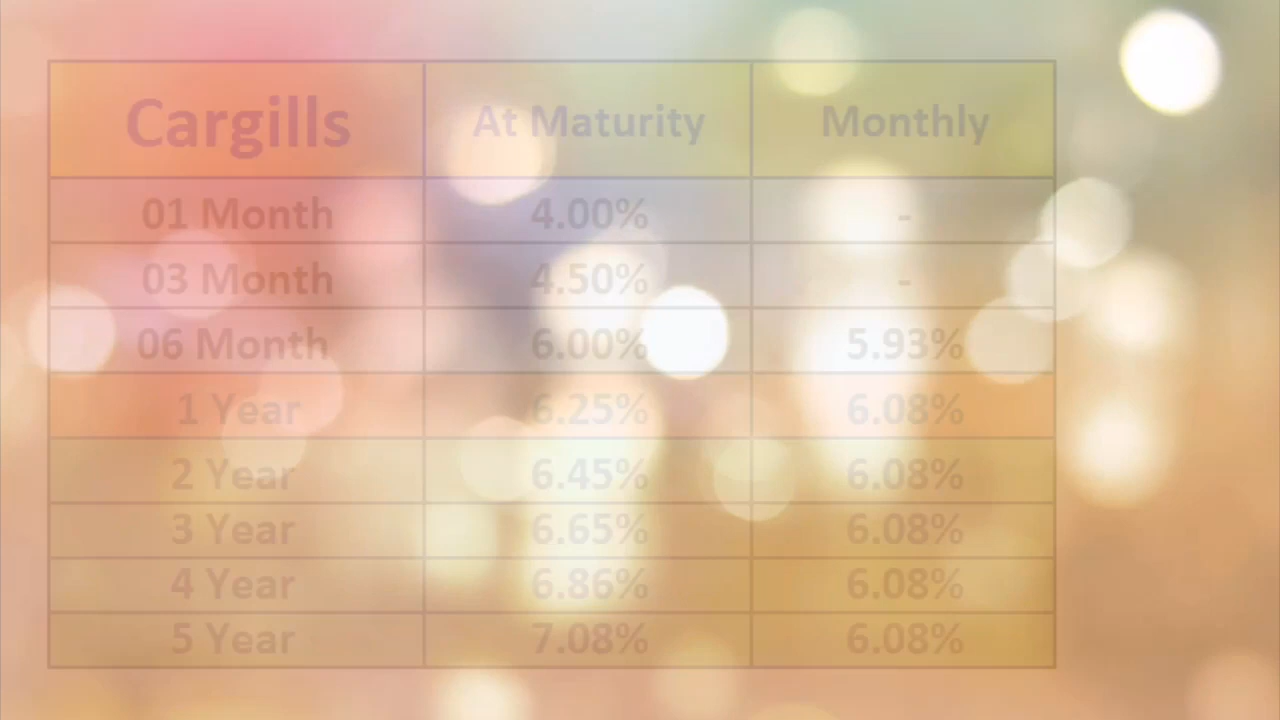 Cargills At Maturity Monthly
01 Month 4.00% -
03 Month 4.50% -
06 Month 6.00% 5.93%
1 Year 6.25% 6.08%
2 Year 6.45% 6.08%
3 Year 6.65% 6.08%
4 Year 6.86% 6.08%
5 Year 7.08% 6.08%